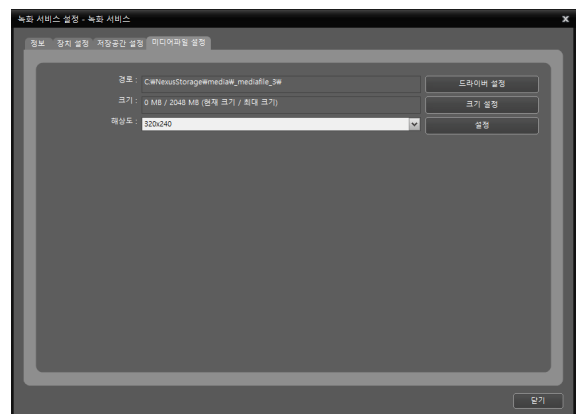 녹화 서비스 설정 - 녹화 서비스 x
정보 장치 설정 저장공간 설정 미디어파일 설정
경로 : C:₩NexusStorage₩media₩_mediafile_3₩ 드라이버 설정
크기 : 0 MB / 2048 MB (현재 크기 / 최대 크기) 크기 설정
해상도 : 320x240 설정
닫기